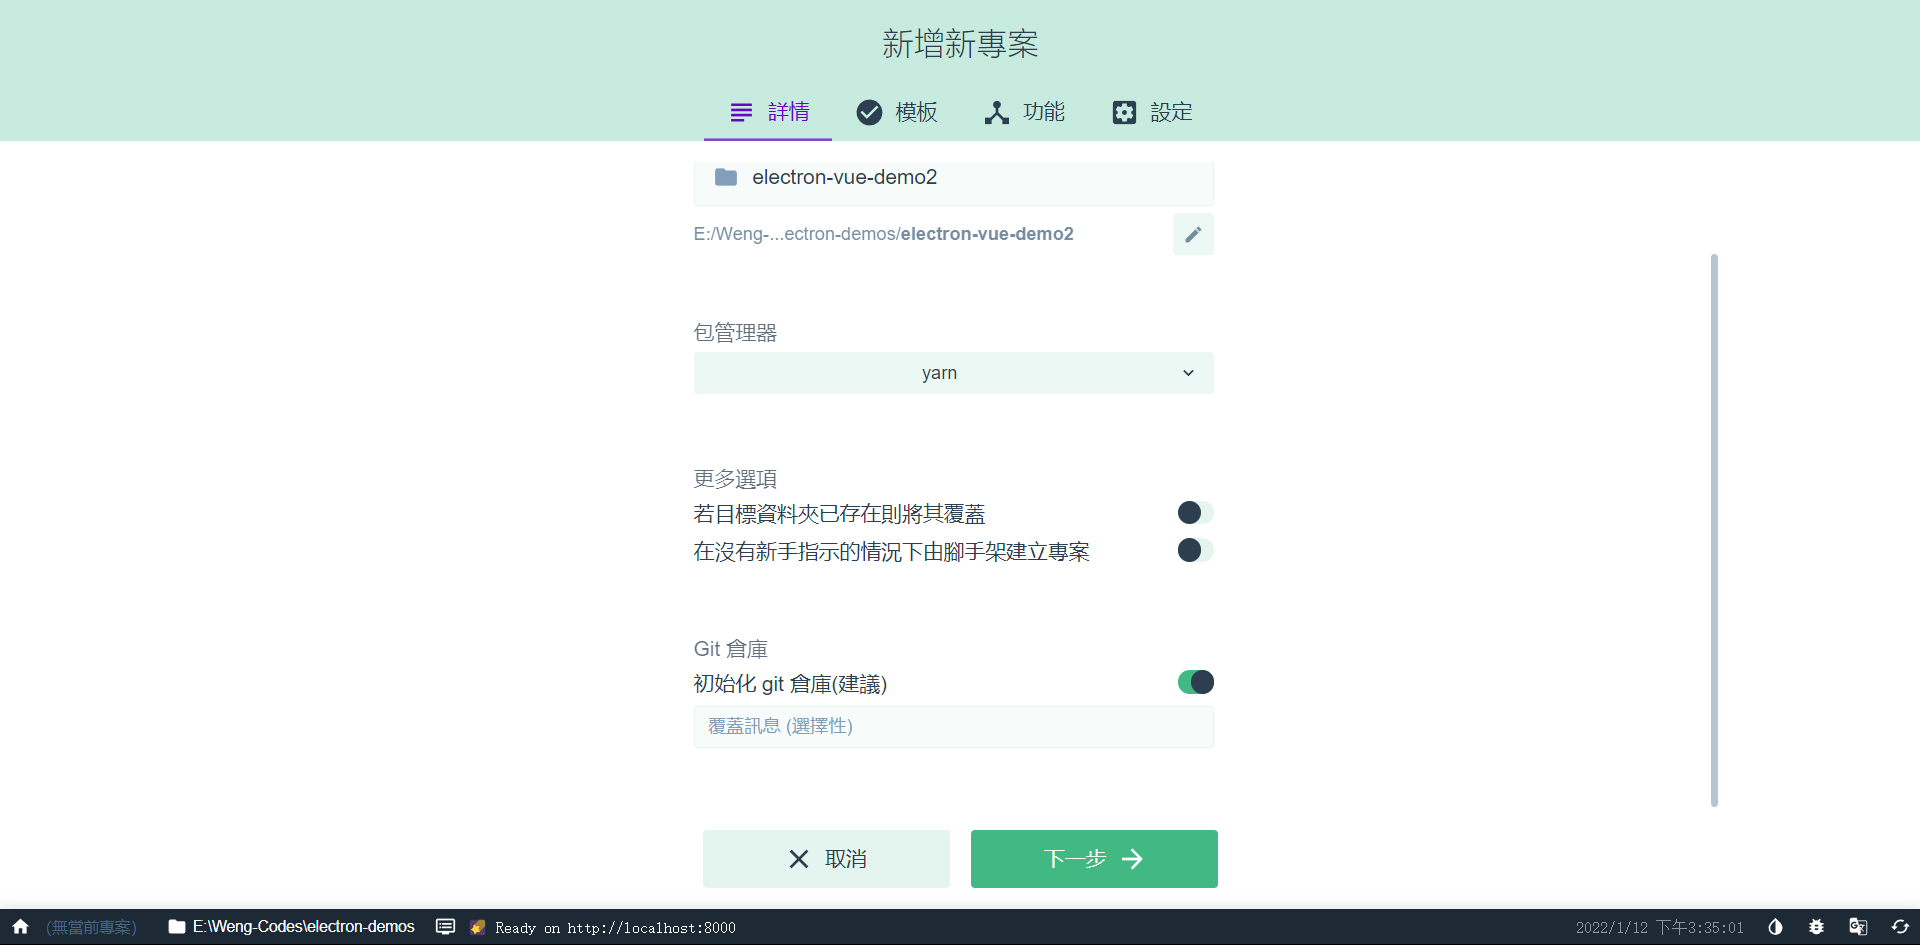 新增新專案
詳情 模板 功能 設定
electron-vue-demo2
E:/Weng-...ectron-demos/electron-vue-demo2
包管理器
yarn
更多選項
若目標資料夾已存在則將其覆蓋
在沒有新手指示的情況下由腳手架建立專案
Git 倉庫
初始化 git 倉庫(建議)
覆蓋訊息 (選擇性)
取消 下一步
(無當前專案) E:\Weng-Codes\electron-demos Ready on http://localhost:8000 2022/1/12 下午3:35:01